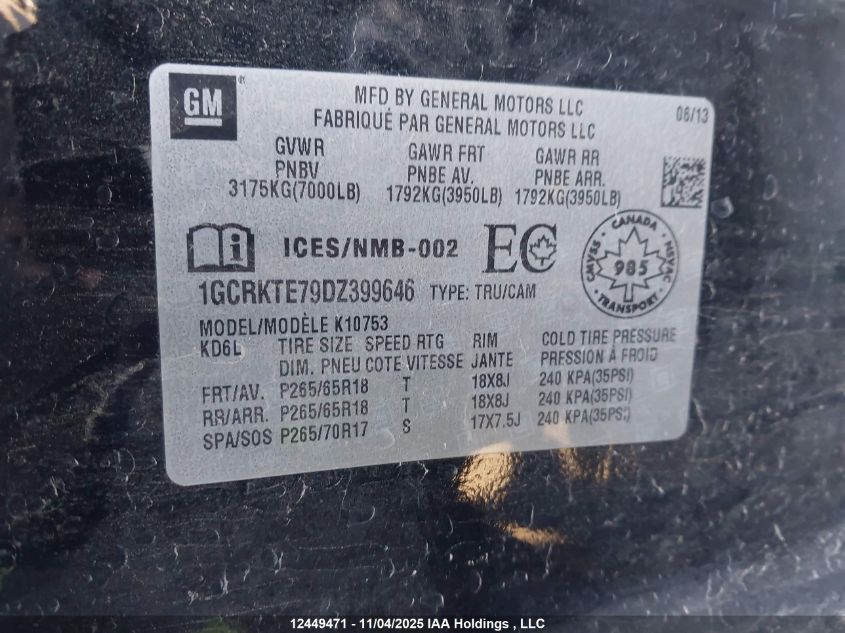 GM
MFD BY GENERAL MOTORS LLC
FABRIQUÉ PAR GENERAL MOTORS LLC
06/13
GVWR GAWR FRT GAWR RR
PNBV PNBE AV. PNBE ARR.
3175KG(7000LB) 1792KG(3950LB) 1792KG(3950LB)
i ICES/NMB-002 EC
CANADA
CMVSS 985 NSVAC
TRANSPORT
1GCRKTE79DZ399646 TYPE: TRU/CAM
MODEL/MODÈLE K10753
KD6L TIRE SIZE SPEED RTG RIM COLD TIRE PRESSURE
DIM. PNEU COTE VITESSE JANTE PRESSION À FROID
FRT/AV. P265/65R18 T 18X8J 240 KPA(35PSI)
RR/ARR. P265/65R18 T 18X8J 240 KPA(35PSI)
SPA/SOS P265/70R17 S 17X7.5J 240 KPA(35PSI)
12449471 - 11/04/2025 IAA Holdings , LLC